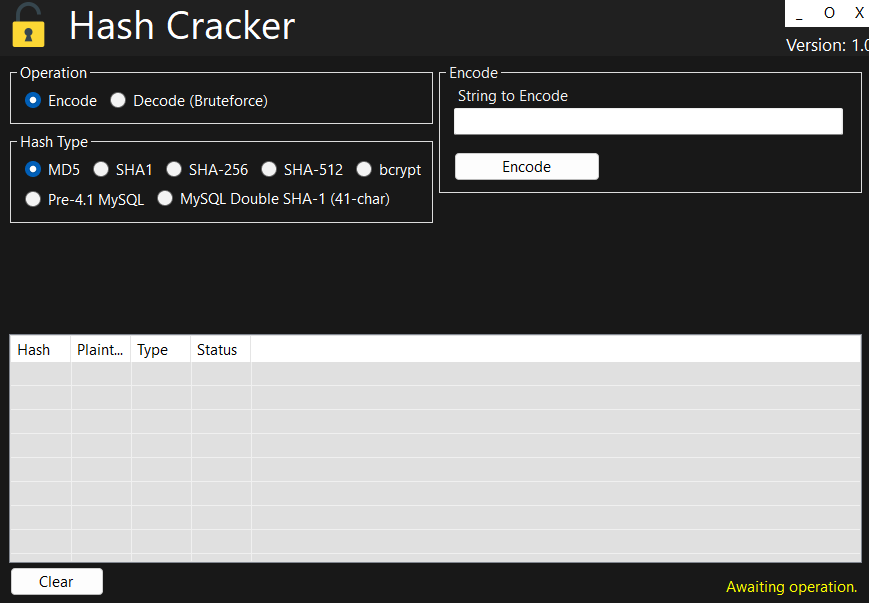 Hash Cracker
_ O X
Version: 1.0
Operation
Encode Decode (Bruteforce)
Hash Type
MD5 SHA1 SHA-256 SHA-512 bcrypt
Pre-4.1 MySQL MySQL Double SHA-1 (41-char)
Encode
String to Encode
Encode
Hash Plaint... Type Status
Clear
Awaiting operation.